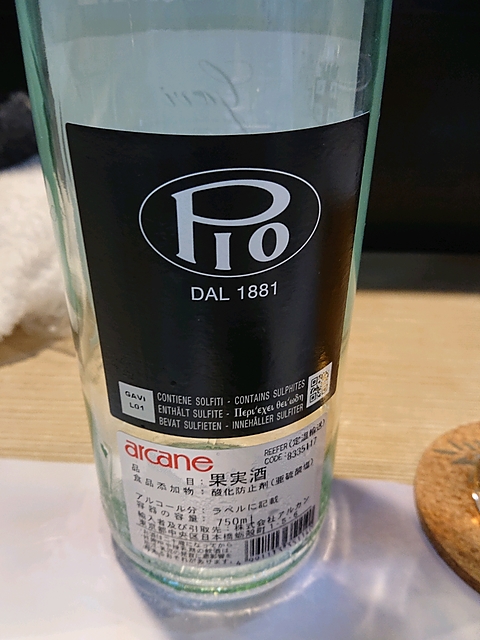 Gavi
Pio
DAL 1881
GAVI
L01
CONTIENE SOLFITI - CONTAINS SULPHITES
ENTHÄLT SULFITE - Περιέχει θειώδη
BEVAT SULFIETEN - INNEHÅLLER SULFITER
arcane
REEFER(定温輸送)
CODE:8335417
品目:果実酒
食品添加物:酸化防止剤(亜硫酸塩)
アルコール分:ラベルに記載
容器の容量:750ml
輸入者及び引取先:株式会社アルカン
東京都中央区日本橋蛎殻町1-5-6